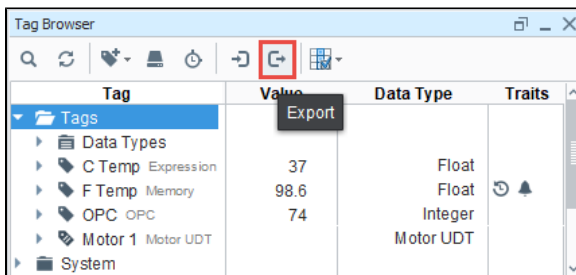 Tag Browser
Tag Value Data Type Traits
Export
Tags
Data Types
C Temp Expression 37 Float
F Temp Memory 98.6 Float
OPC OPC 74 Integer
Motor 1 Motor UDT Motor UDT
System